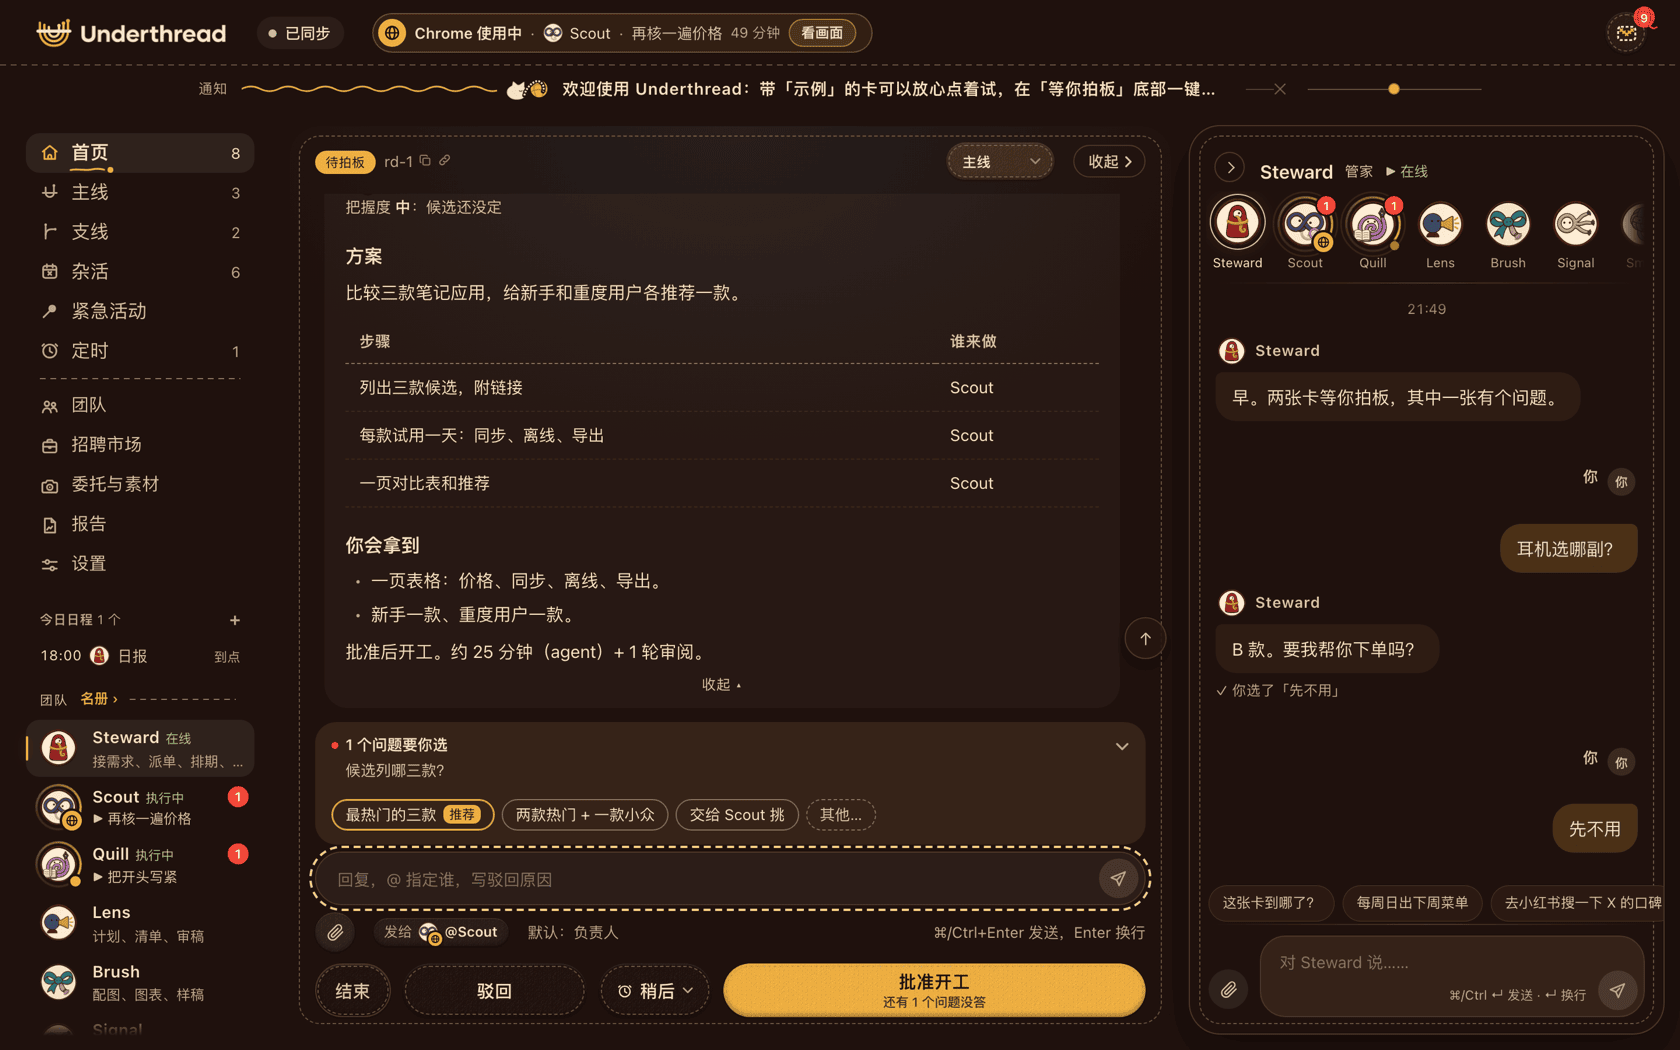 Underthread
已同步
Chrome 使用中 · Scout · 再核一遍价格 49 分钟 看画面
9
通知
欢迎使用 Underthread：带「示例」的卡可以放心点着试，在「等你拍板」底部一键...
首页 8
主线 3
支线 2
杂活 6
紧急活动
定时 1
团队
招聘市场
委托与素材
报告
设置
今日日程 1 个 +
18:00 日报 到点
团队 名册 ›
Steward 在线
接需求、派单、排期、...
Scout 执行中 1
▶ 再核一遍价格
Quill 执行中 1
▶ 把开头写紧
Lens
计划、清单、审稿
Brush
配图、图表、样稿
Signal
待拍板 rd-1
主线
收起
把握度 中：候选还没定
方案
比较三款笔记应用，给新手和重度用户各推荐一款。
步骤 谁来做
列出三款候选，附链接 Scout
每款试用一天：同步、离线、导出 Scout
一页对比表和推荐 Scout
你会拿到
• 一页表格：价格、同步、离线、导出。
• 新手一款、重度用户一款。
批准后开工。约 25 分钟（agent）+ 1 轮审阅。
收起
1 个问题要你选
候选列哪三款？
最热门的三款 推荐
两款热门 + 一款小众
交给 Scout 挑
其他...
回复，@ 指定谁，写驳回原因
发给 @Scout 默认：负责人
⌘/Ctrl+Enter 发送，Enter 换行
结束
驳回
稍后
批准开工
还有 1 个问题没答
Steward 管家 ▶ 在线
1
1
Steward
Scout
Quill
Lens
Brush
Signal
21:49
Steward
早。两张卡等你拍板，其中一张有个问题。
你 你
耳机选哪副？
Steward
B 款。要我帮你下单吗？
✓ 你选了「先不用」
你 你
先不用
这张卡到哪了？
每周日出下周菜单
去小红书搜一下 X 的口碑
对 Steward 说......
⌘/Ctrl ↵ 发送 · ↵ 换行